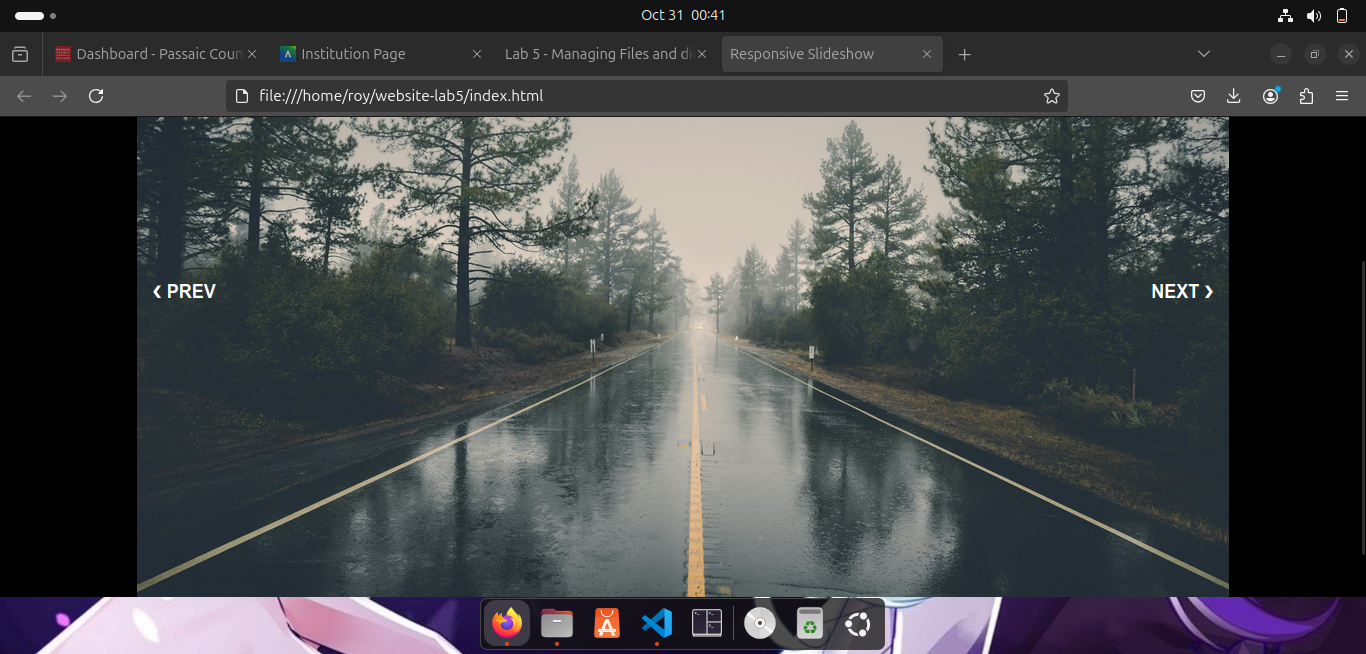 Oct 31 00:41
Dashboard - Passaic Coun
Institution Page
Lab 5 - Managing Files and di
Responsive Slideshow
file:///home/roy/website-lab5/index.html
❮ PREV
NEXT ❯